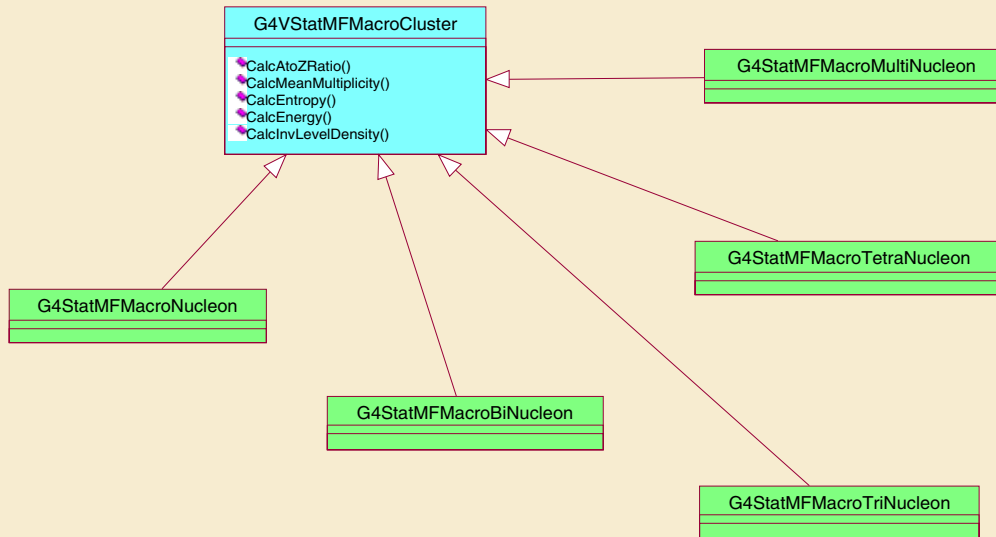 G4VStatMFMacroCluster
CalcAtoZRatio()
CalcMeanMultiplicity()
CalcEntropy()
CalcEnergy()
CalcInvLevelDensity()
G4StatMFMacroMultiNucleon
G4StatMFMacroTetraNucleon
G4StatMFMacroNucleon
G4StatMFMacroBiNucleon
G4StatMFMacroTriNucleon